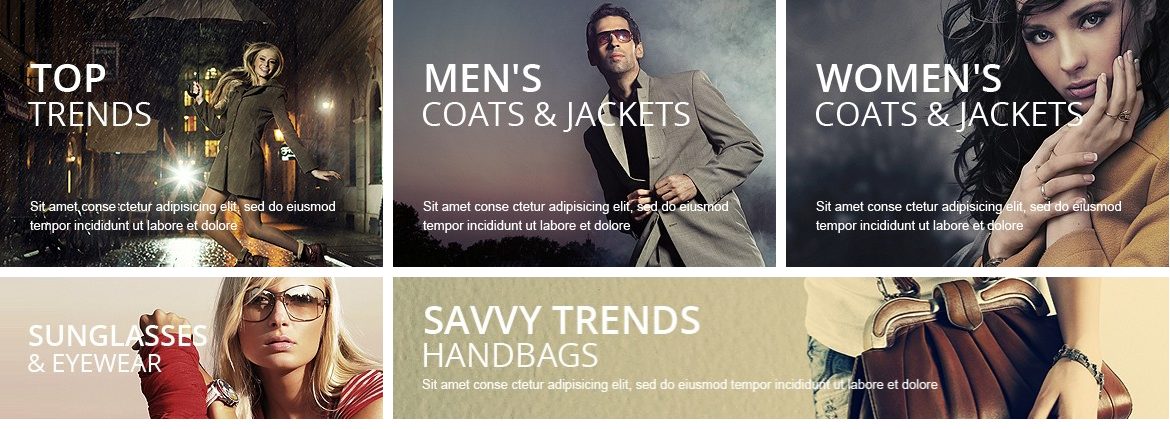 TOP
TRENDS
Sit amet conse ctetur adipisicing elit, sed do eiusmod
tempor incididunt ut labore et dolore
MEN'S
COATS & JACKETS
Sit amet conse ctetur adipisicing elit, sed do eiusmod
tempor incididunt ut labore et dolore
WOMEN'S
COATS & JACKETS
Sit amet conse ctetur adipisicing elit, sed do eiusmod
tempor incididunt ut labore et dolore
SUNGLASSES
& EYEWEAR
SAVVY TRENDS
HANDBAGS
Sit amet conse ctetur adipisicing elit, sed do eiusmod tempor incididunt ut labore et dolore